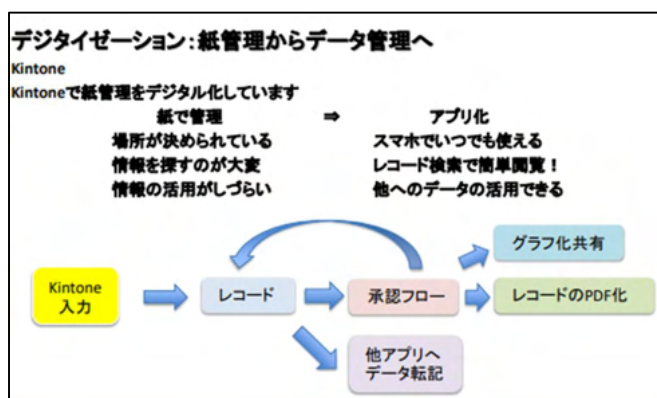 デジタイゼーション：紙管理からデータ管理へ
Kintone
Kintoneで紙管理をデジタル化しています
紙で管理 ⇒ アプリ化
場所が決められている スマホでいつでも使える
情報を探すのが大変 レコード検索で簡単閲覧！
情報の活用がしづらい 他へのデータの活用できる
グラフ化共有
Kintone
入力
レコード
承認フロー
レコードのPDF化
他アプリへ
データ転記